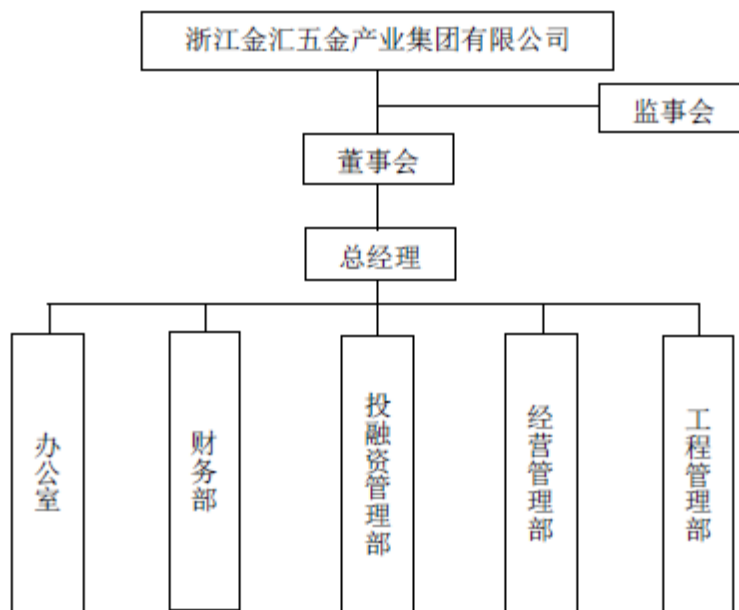 浙江金汇五金产业集团有限公司
监事会
董事会
总经理
办公室
财务部
投融资管理部
经营管理部
工程管理部